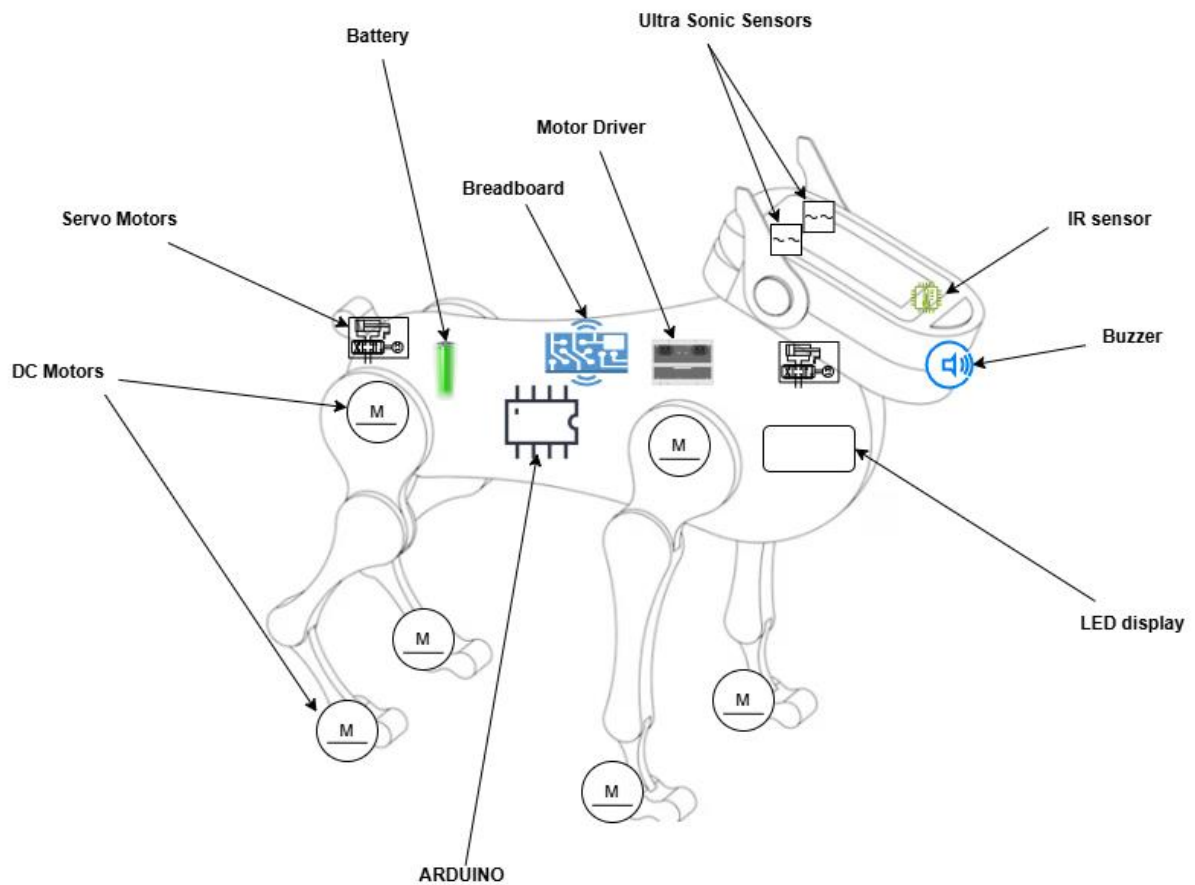 Ultra Sonic Sensors
Battery
Motor Driver
Breadboard
Servo Motors
IR sensor
Buzzer
DC Motors
M
M
LED display
M
M
M
M
ARDUINO